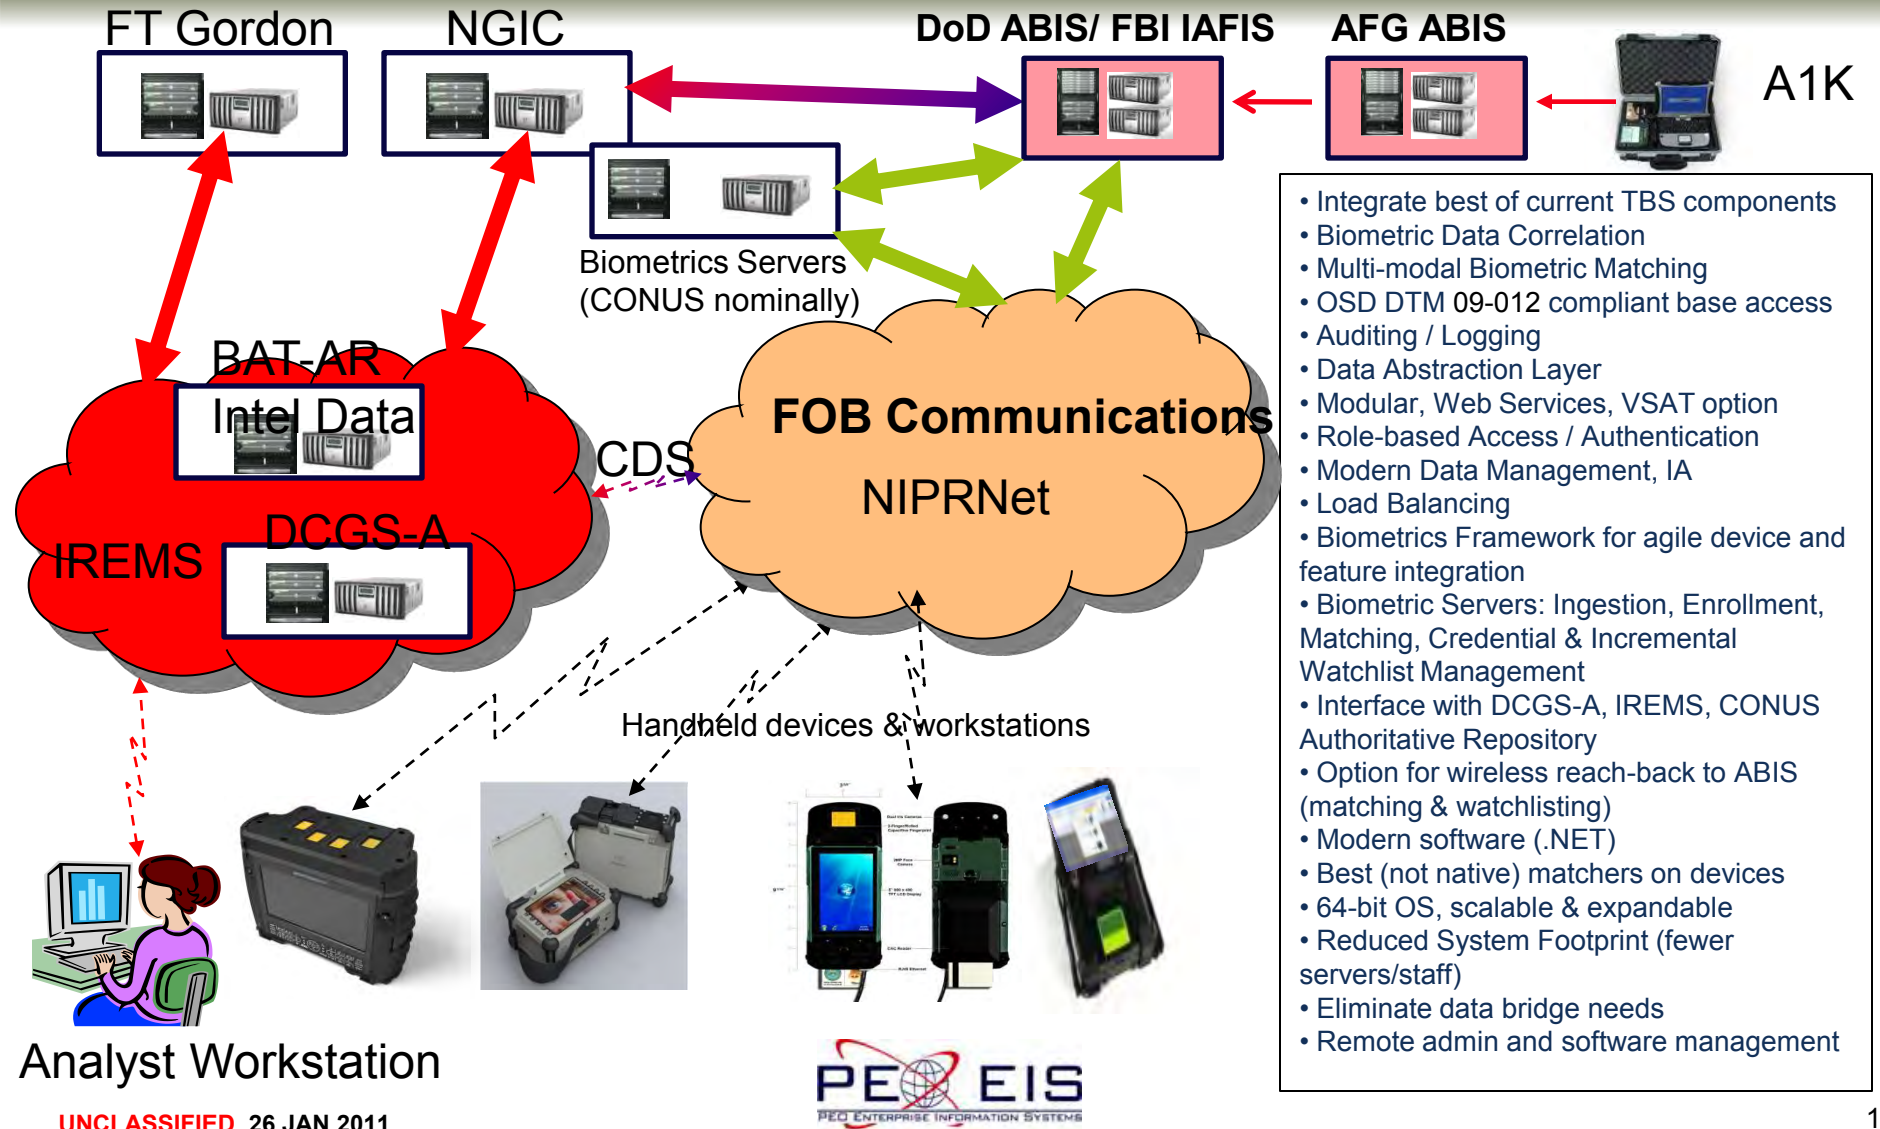 FT Gordon
NGIC
DoD ABIS/ FBI IAFIS
AFG ABIS
A1K
Biometrics Servers
(CONUS nominally)
BAT-AR
Intel Data
IREMS
DCGS-A
CDS
FOB Communications
NIPRNet
Handheld devices & workstations
Analyst Workstation
• Integrate best of current TBS components
• Biometric Data Correlation
• Multi-modal Biometric Matching
• OSD DTM 09-012 compliant base access
• Auditing / Logging
• Data Abstraction Layer
• Modular, Web Services, VSAT option
• Role-based Access / Authentication
• Modern Data Management, IA
• Load Balancing
• Biometrics Framework for agile device and
feature integration
• Biometric Servers: Ingestion, Enrollment,
Matching, Credential & Incremental
Watchlist Management
• Interface with DCGS-A, IREMS, CONUS
Authoritative Repository
• Option for wireless reach-back to ABIS
(matching & watchlisting)
• Modern software (.NET)
• Best (not native) matchers on devices
• 64-bit OS, scalable & expandable
• Reduced System Footprint (fewer
servers/staff)
• Eliminate data bridge needs
• Remote admin and software management
PEO EIS
PEO ENTERPRISE INFORMATION SYSTEMS
UNCLASSIFIED 26 JAN 2011
1